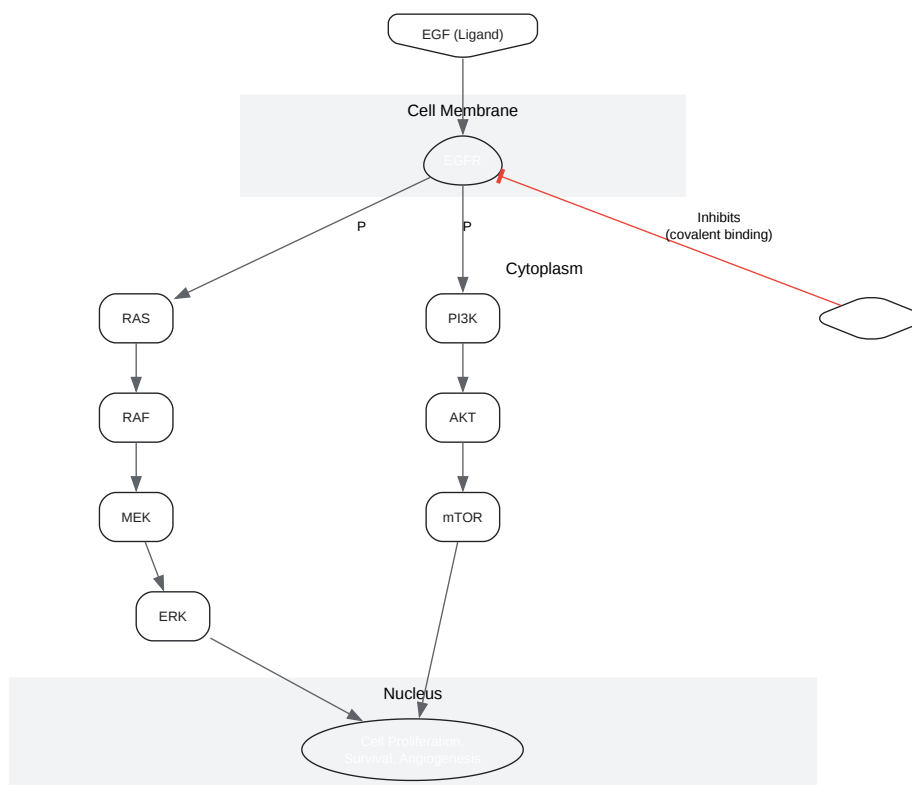 EGF (Ligand)
Cell Membrane
EGFR
P
P
Inhibits
(covalent binding)
Cytoplasm
RAS
PI3K
RAF
AKT
MEK
mTOR
ERK
Nucleus
Cell Proliferation,
Survival, Angiogenesis